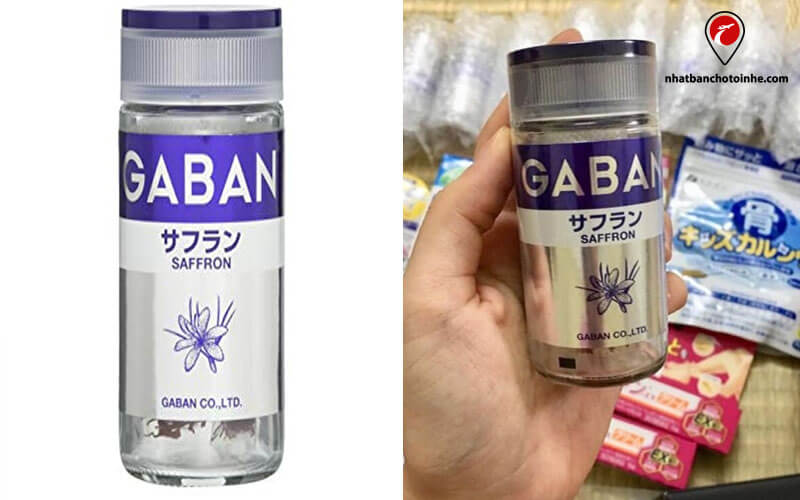 GABAN
サフラン
SAFFRON
GABAN CO.,LTD.
nhatbanchotoinhe.com
GABAN
サフラン
SAFFRON
GABAN CO.,LTD.
骨
キッズカルシ